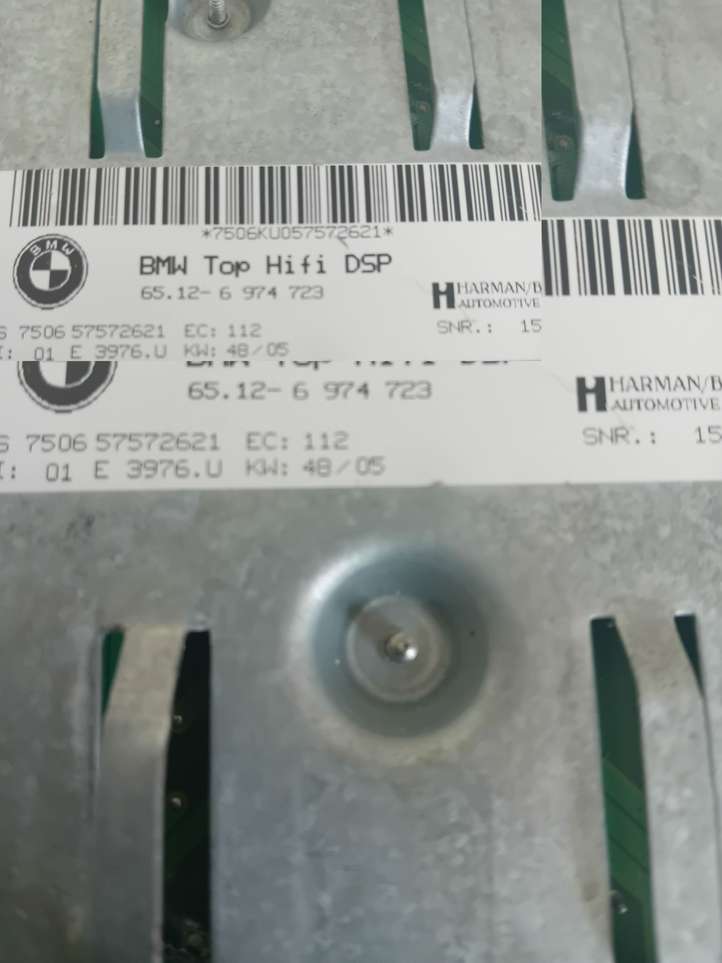 *7506KU057572621*
BMW
BMW Top Hifi DSP
65.12- 6 974 723
HARMAN/B
AUTOMOTIVE
7506 57572621 EC: 112
SNR.: 15
01 E 3976.U KW: 48/05
65.12- 6 974 723
HARMAN/B
AUTOMOTIVE
7506 57572621 EC: 112
SNR.: 15
01 E 3976.U KW: 48/05